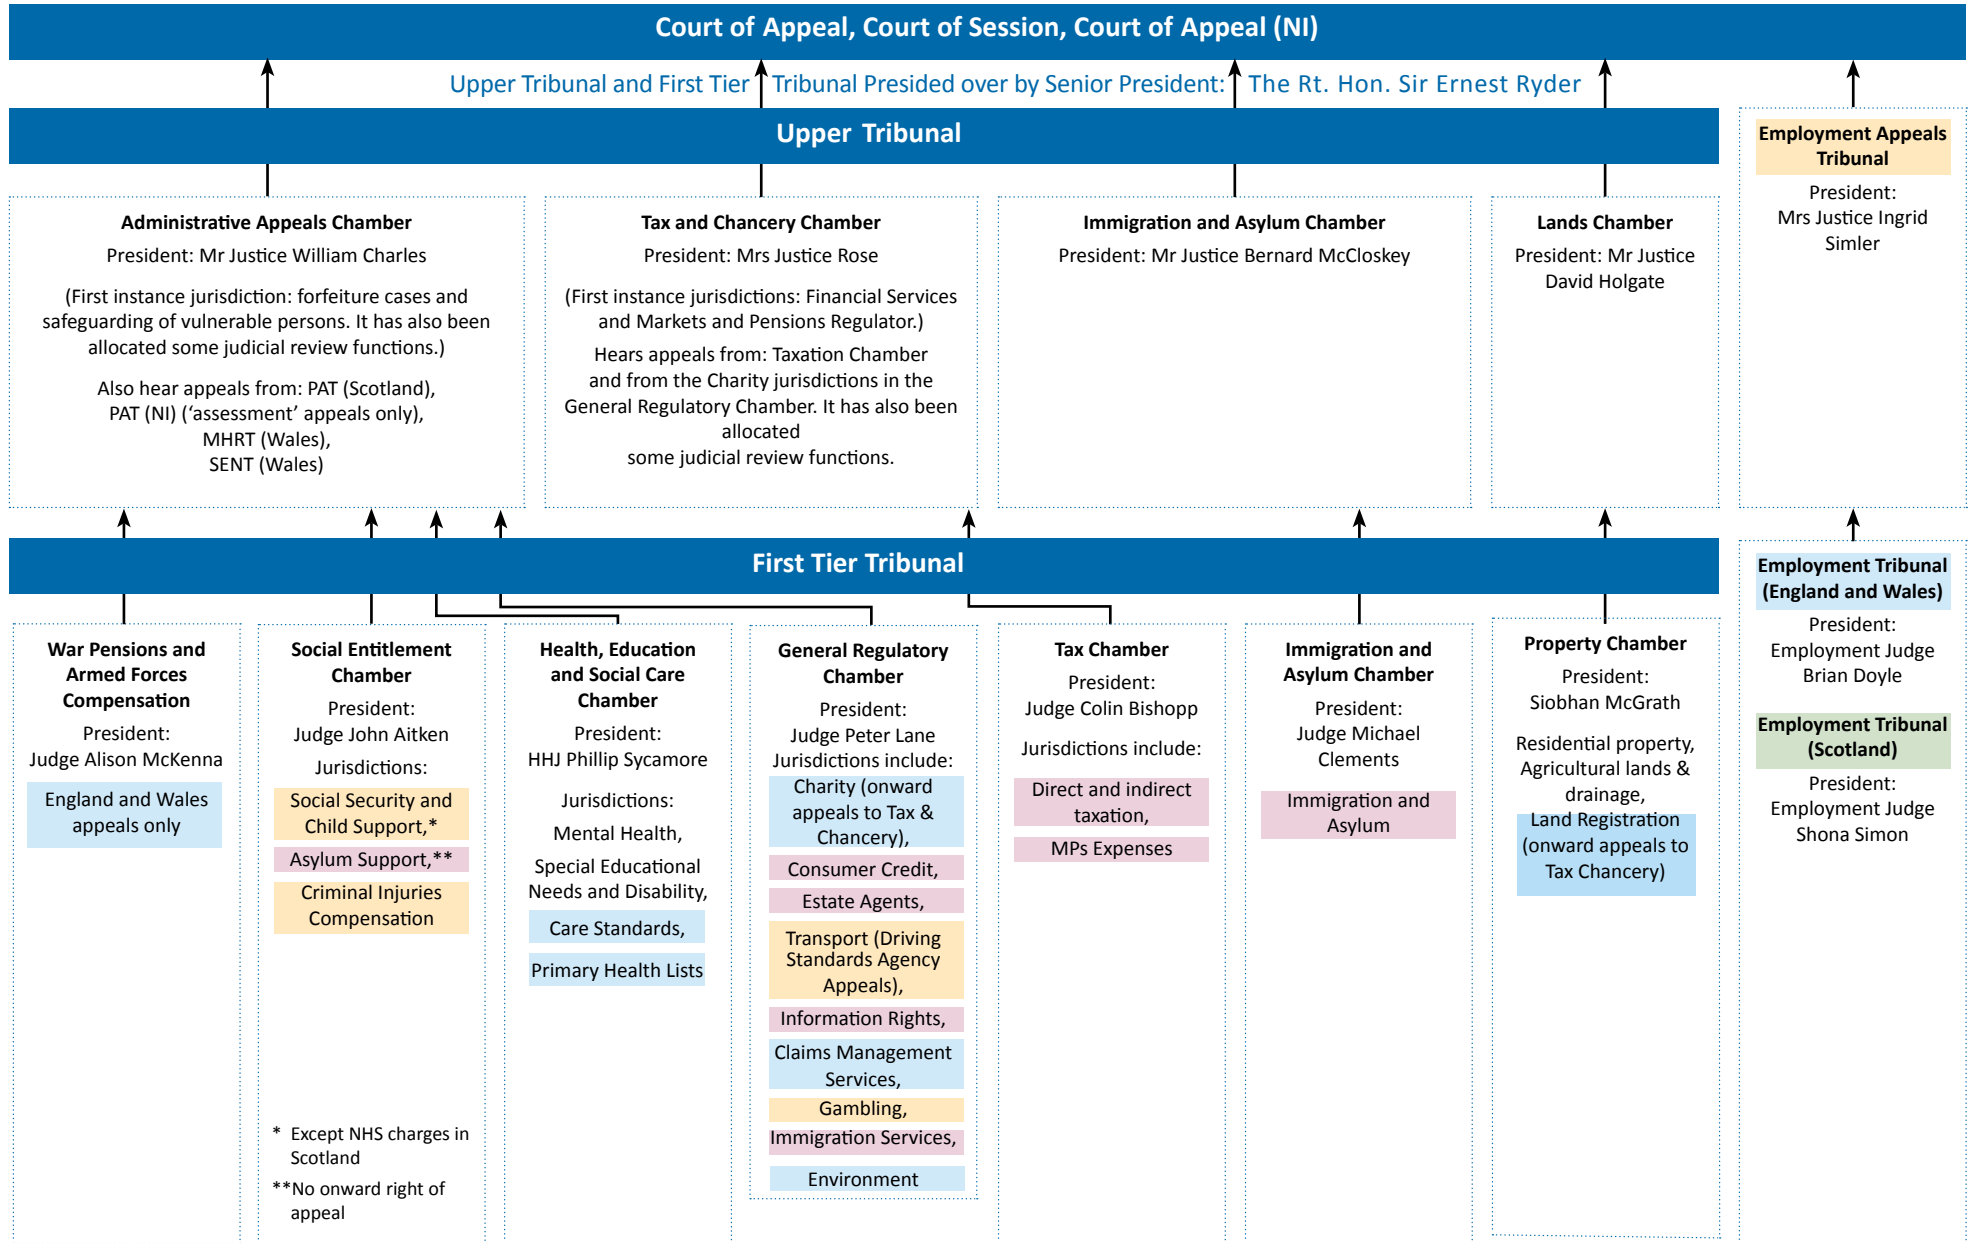 Court of Appeal, Court of Session, Court of Appeal (NI)
Upper Tribunal and First Tier Tribunal Presided over by Senior President: The Rt. Hon. Sir Ernest Ryder
Upper Tribunal
Administrative Appeals Chamber
President: Mr Justice William Charles
(First instance jurisdiction: forfeiture cases and
safeguarding of vulnerable persons. It has also been
allocated some judicial review functions.)
Also hear appeals from: PAT (Scotland),
PAT (NI) (‘assessment’ appeals only),
MHRT (Wales),
SENT (Wales)
Tax and Chancery Chamber
President: Mrs Justice Rose
(First instance jurisdictions: Financial Services
and Markets and Pensions Regulator.)
Hears appeals from: Taxation Chamber
and from the Charity jurisdictions in the
General Regulatory Chamber. It has also been
allocated
some judicial review functions.
Immigration and Asylum Chamber
President: Mr Justice Bernard McCloskey
Lands Chamber
President: Mr Justice
David Holgate
Employment Appeals
Tribunal
President:
Mrs Justice Ingrid
Simler
First Tier Tribunal
War Pensions and
Armed Forces
Compensation
President:
Judge Alison McKenna
England and Wales
appeals only
Social Entitlement
Chamber
President:
Judge John Aitken
Jurisdictions:
Social Security and
Child Support,*
Asylum Support,**
Criminal Injuries
Compensation
* Except NHS charges in
Scotland
**No onward right of
appeal
Health, Education
and Social Care
Chamber
President:
HHJ Phillip Sycamore
Jurisdictions:
Mental Health,
Special Educational
Needs and Disability,
Care Standards,
Primary Health Lists
General Regulatory
Chamber
President:
Judge Peter Lane
Jurisdictions include:
Charity (onward
appeals to Tax &
Chancery),
Consumer Credit,
Estate Agents,
Transport (Driving
Standards Agency
Appeals),
Information Rights,
Claims Management
Services,
Gambling,
Immigration Services,
Environment
Tax Chamber
President:
Judge Colin Bishopp
Jurisdictions include:
Direct and indirect
taxation,
MPs Expenses
Immigration and
Asylum Chamber
President:
Judge Michael
Clements
Immigration and
Asylum
Property Chamber
President:
Siobhan McGrath
Residential property,
Agricultural lands &
drainage,
Land Registration
(onward appeals to
Tax Chancery)
Employment Tribunal
(England and Wales)
President:
Employment Judge
Brian Doyle
Employment Tribunal
(Scotland)
President:
Employment Judge
Shona Simon